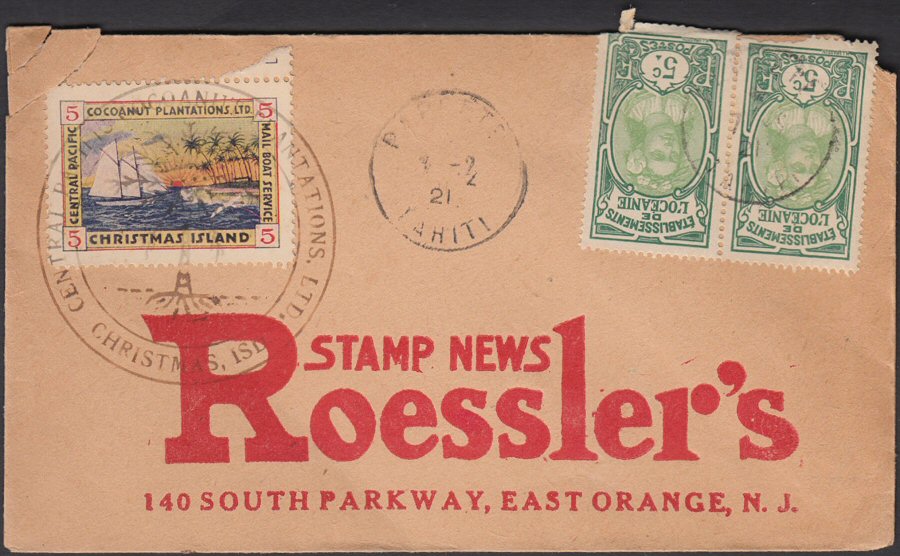 5 COCOANUT PLANTATIONS, LTD. 5
CENTRAL PACIFIC
MAIL BOAT SERVICE
5 CHRISTMAS ISLAND 5
CENTRAL
COCOANUT PLANTATIONS, LTD.
CHRISTMAS, ISL
21
TAHITI
POSTES
5c
ETABLISSEMENTS
DE
L'OCEANIE
POSTES
5c
ETABLISSEMENTS
DE
L'OCEANIE
STAMP NEWS
Roessler's
140 SOUTH PARKWAY, EAST ORANGE, N. J.